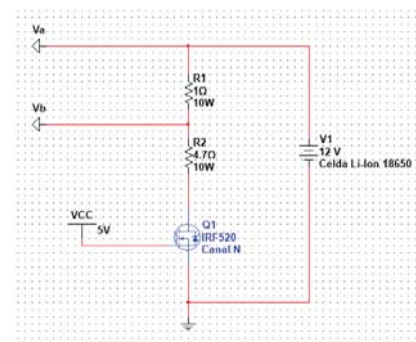 Va
R1
1Ω
10W
Vb
R2
4.7Ω
10W
V1
12 V
Celda Li-Ion 18650
VCC
5V
Q1
IRF520
Canal N